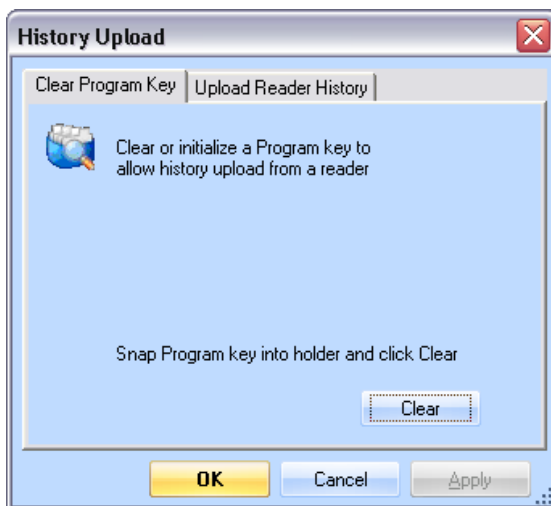 History Upload
Clear Program Key
Upload Reader History
Clear or initialize a Program key to
allow history upload from a reader
Snap Program key into holder and click Clear
Clear
OK
Cancel
Apply